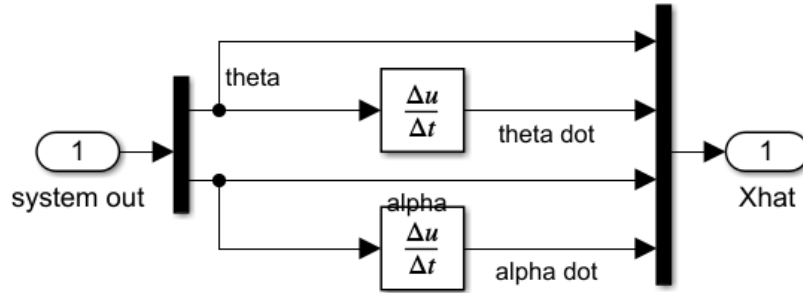 theta
Δu
Δt
theta dot
1
system out
1
Xhat
alpha
Δu
Δt
alpha dot